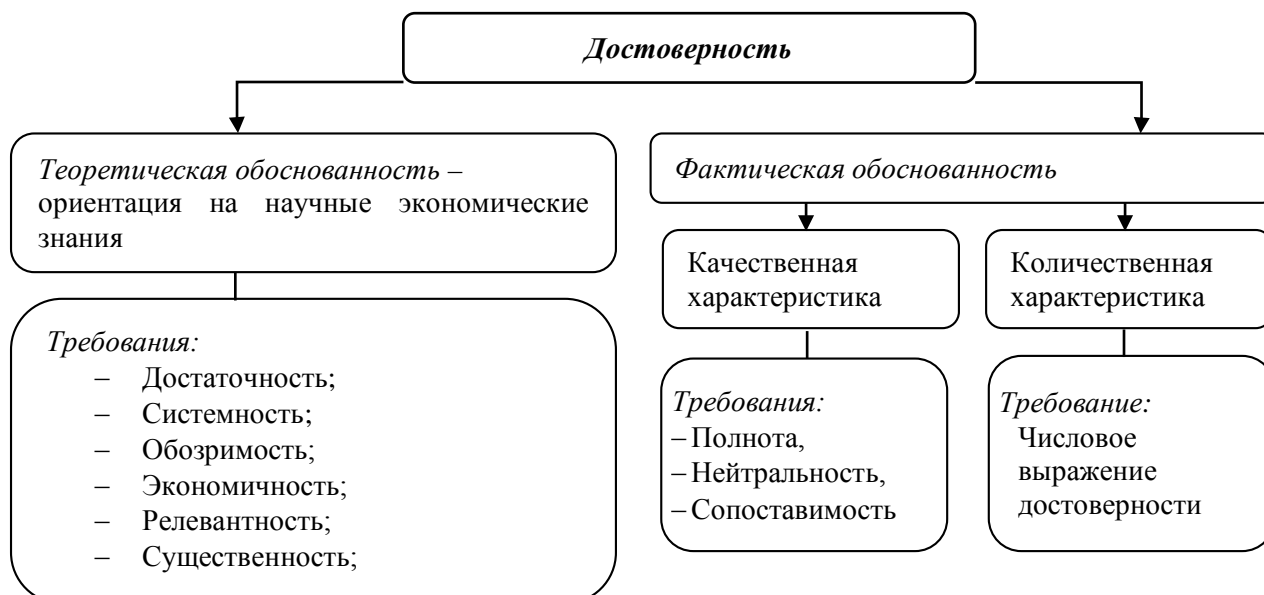 Достоверность
Теоретическая обоснованность –
ориентация на научные экономические
знания
Требования:
– Достаточность;
– Системность;
– Обозримость;
– Экономичность;
– Релевантность;
– Существенность;
Фактическая обоснованность
Качественная
характеристика
Требования:
– Полнота,
– Нейтральность,
– Сопоставимость
Количественная
характеристика
Требование:
Числовое
выражение
достоверности